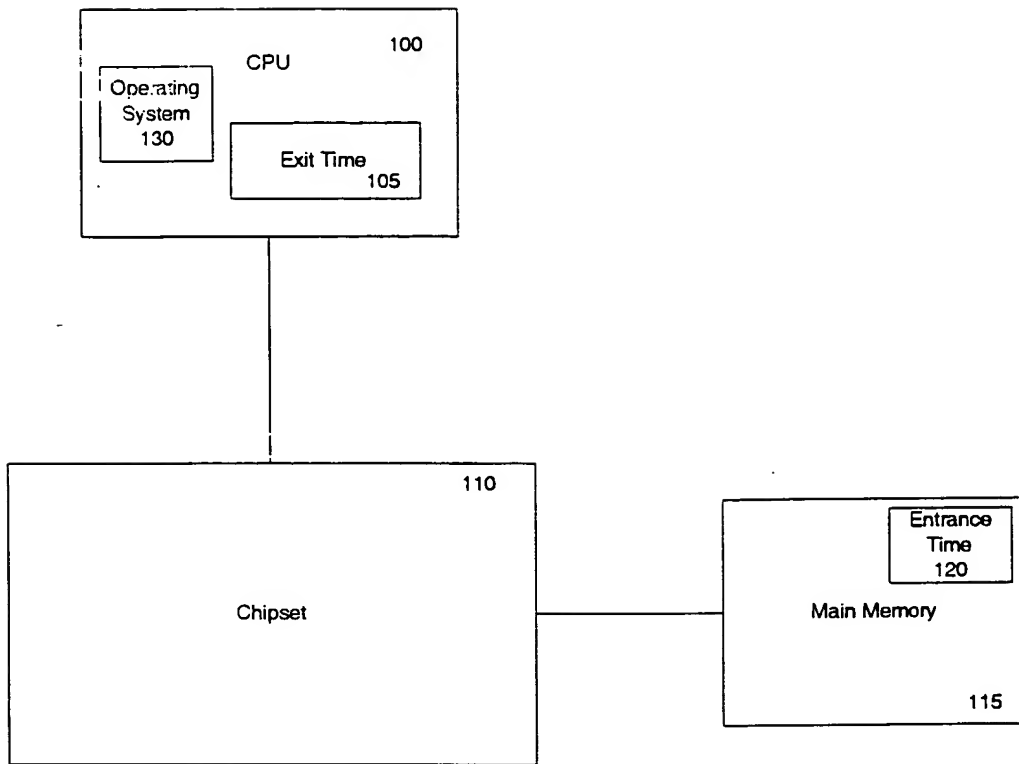 100
CPU
Operating
System
130
Exit Time
105
110
Chipset
Entrance
Time
120
Main Memory
115